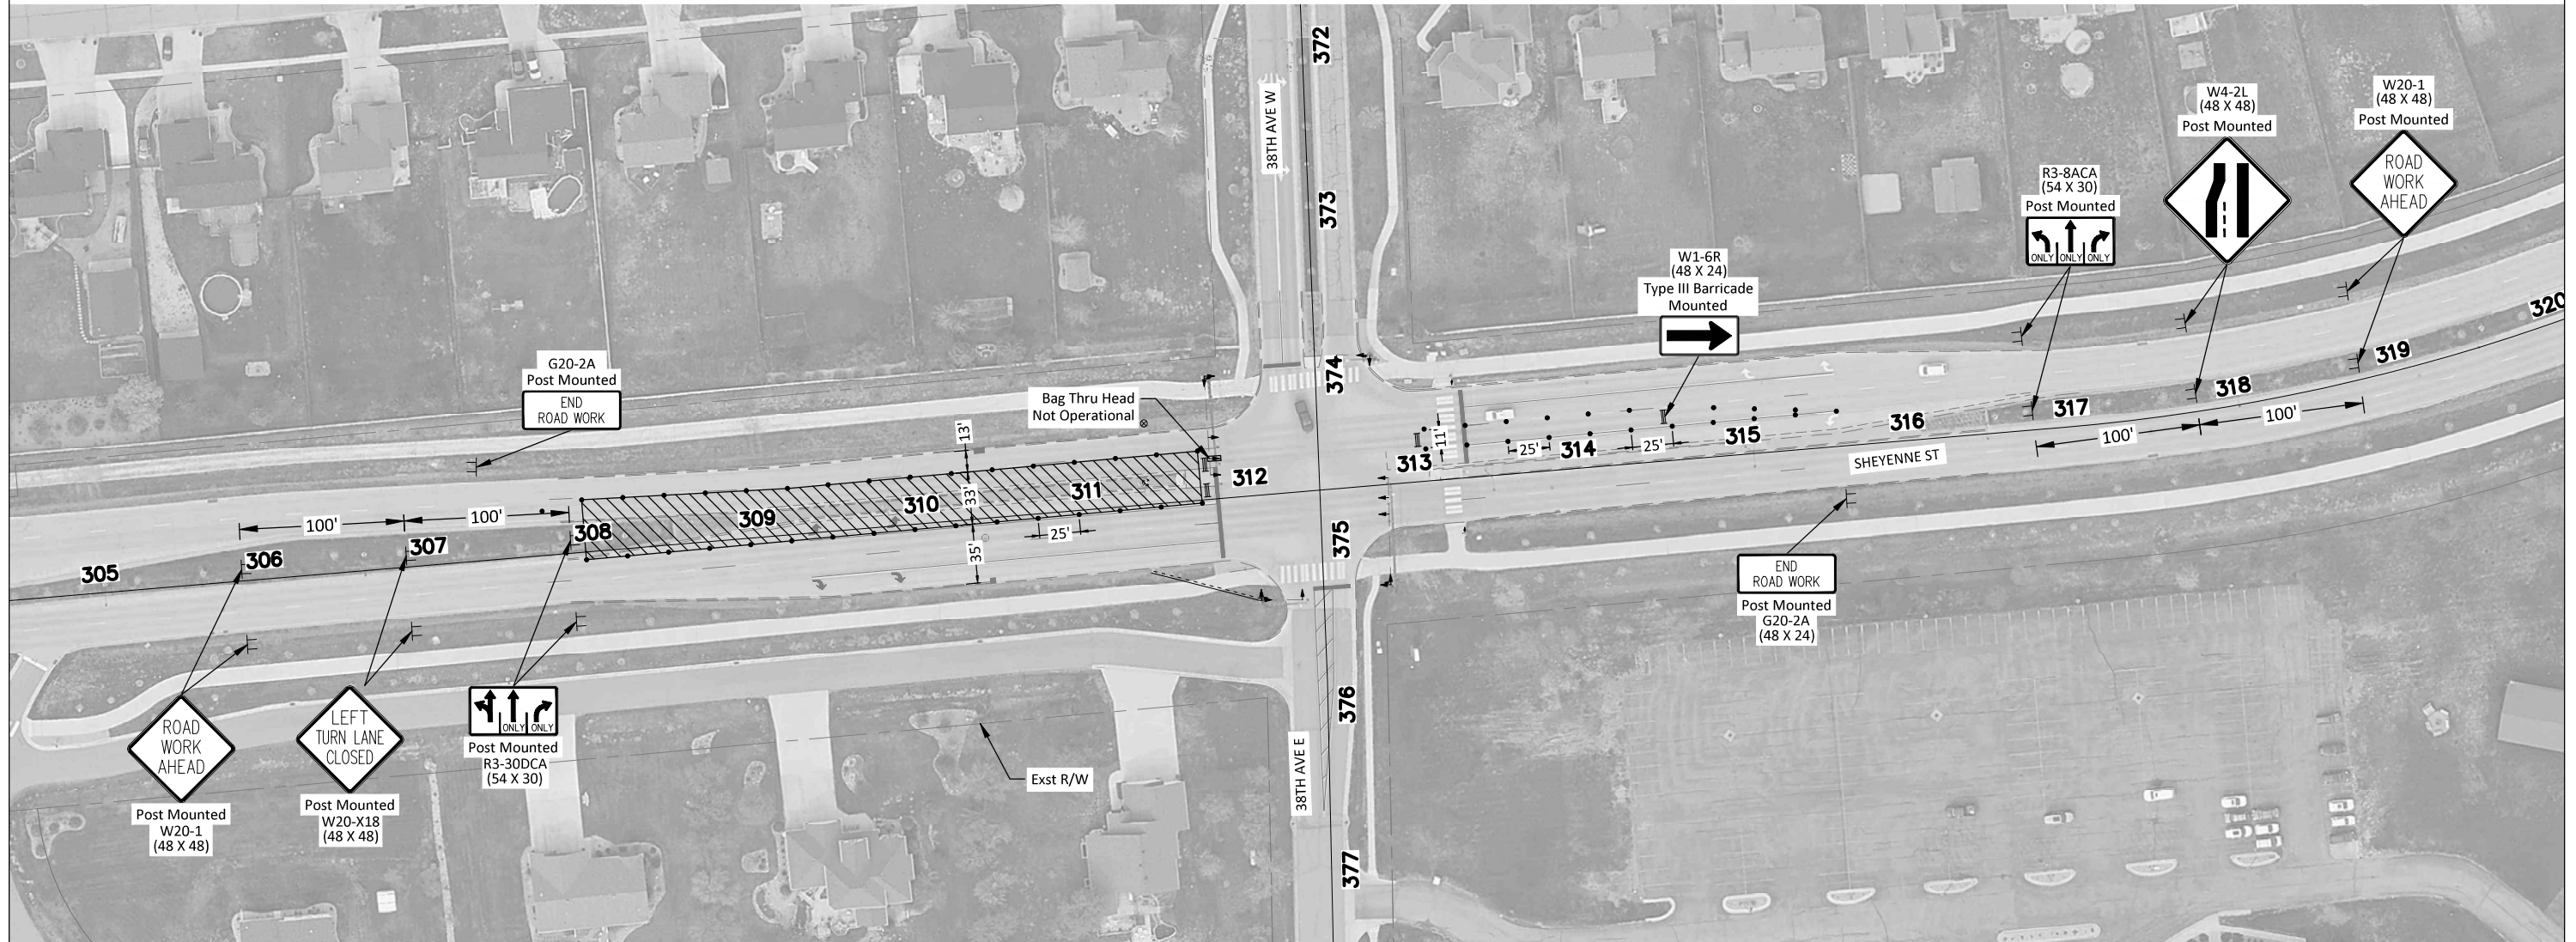 372
38TH AVE W
373
374
W4-2L
(48 X 48)
Post Mounted
W20-1
(48 X 48)
Post Mounted
ROAD
WORK
AHEAD
R3-8ACA
(54 X 30)
Post Mounted
ONLY ONLY ONLY
W1-6R
(48 X 24)
Type III Barricade
Mounted
G20-2A
Post Mounted
END
ROAD WORK
Bag Thru Head
Not Operational
320
319
318
317
316
315
314
313
312
311
310
309
308
307
306
305
100'
100'
100'
100'
13'
33'
35'
25'
11'
25'
25'
SHEYENNE ST
375
376
377
38TH AVE E
END
ROAD WORK
Post Mounted
G20-2A
(48 X 24)
ROAD
WORK
AHEAD
Post Mounted
W20-1
(48 X 48)
LEFT
TURN LANE
CLOSED
Post Mounted
W20-X18
(48 X 48)
ONLY ONLY
Post Mounted
R3-30DCA
(54 X 30)
Exst R/W